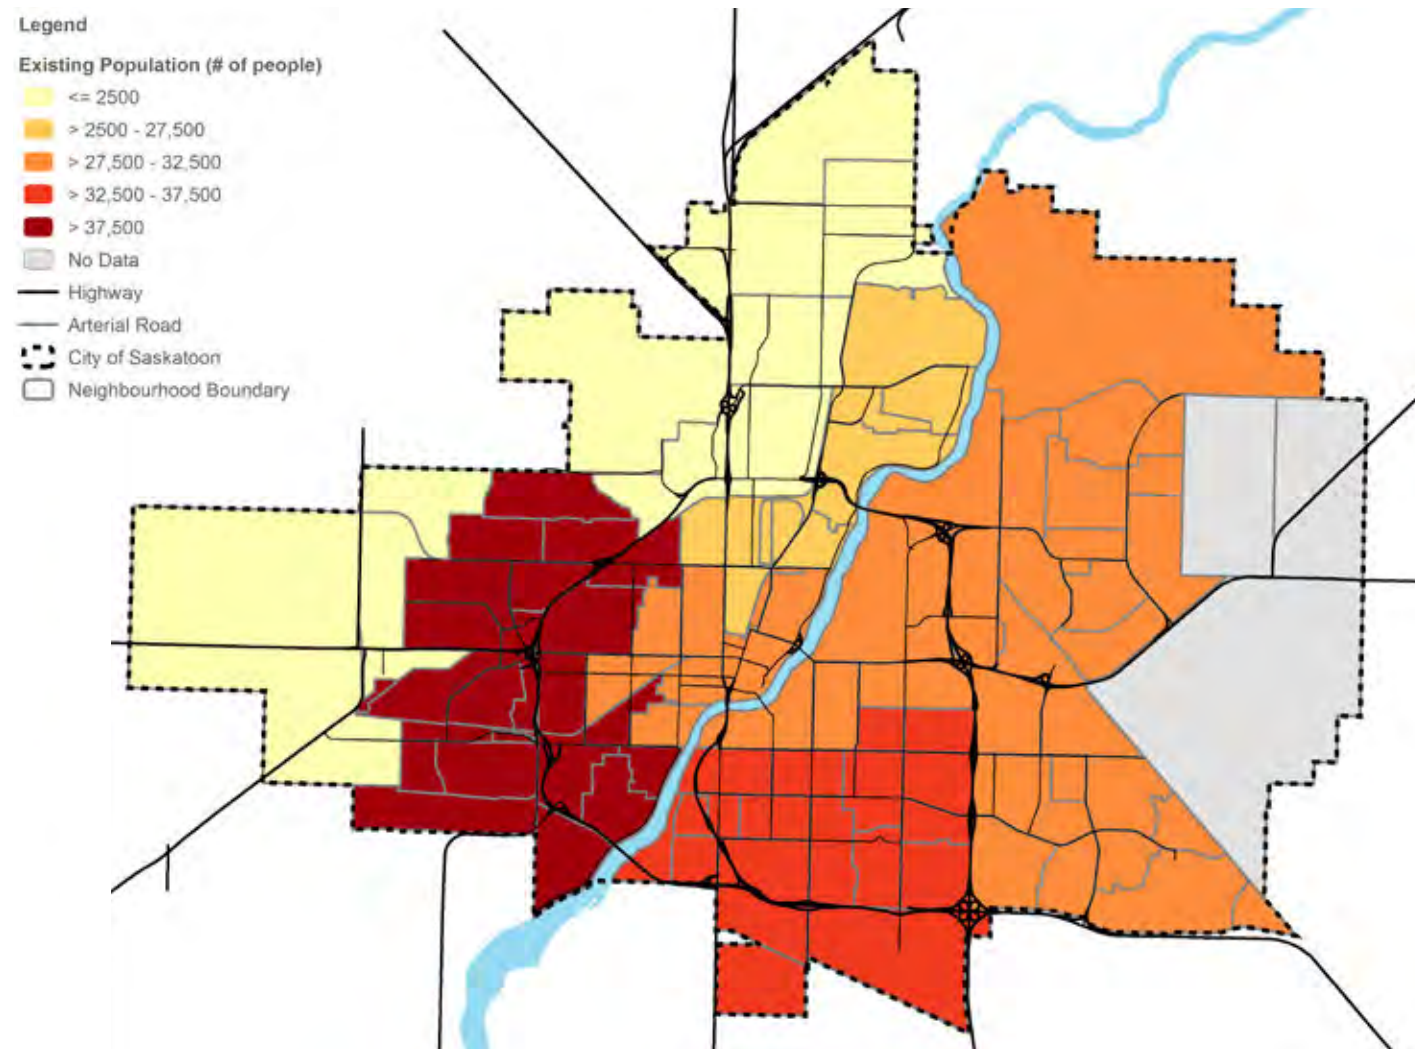 Legend
Existing Population (# of people)
<= 2500
> 2500 - 27,500
> 27,500 - 32,500
> 32,500 - 37,500
> 37,500
No Data
Highway
Arterial Road
City of Saskatoon
Neighbourhood Boundary